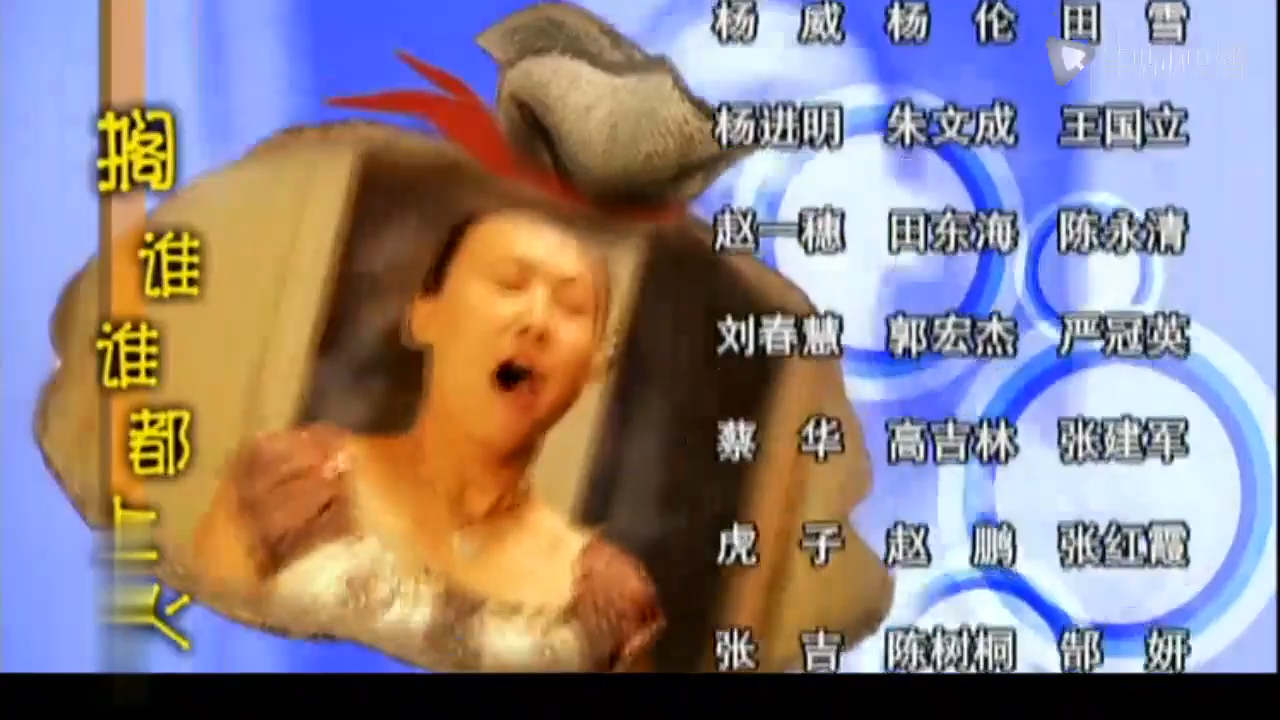 杨 威 杨 伦 田 雪
杨进明 朱文成 王国立
赵一穗 田东海 陈永清
刘春慧 郭宏杰 严冠英
蔡 华 高吉林 张建军
虎 子 赵 鹏 张红霞
张 吉 陈树桐 郜 妍
搁谁谁都上火